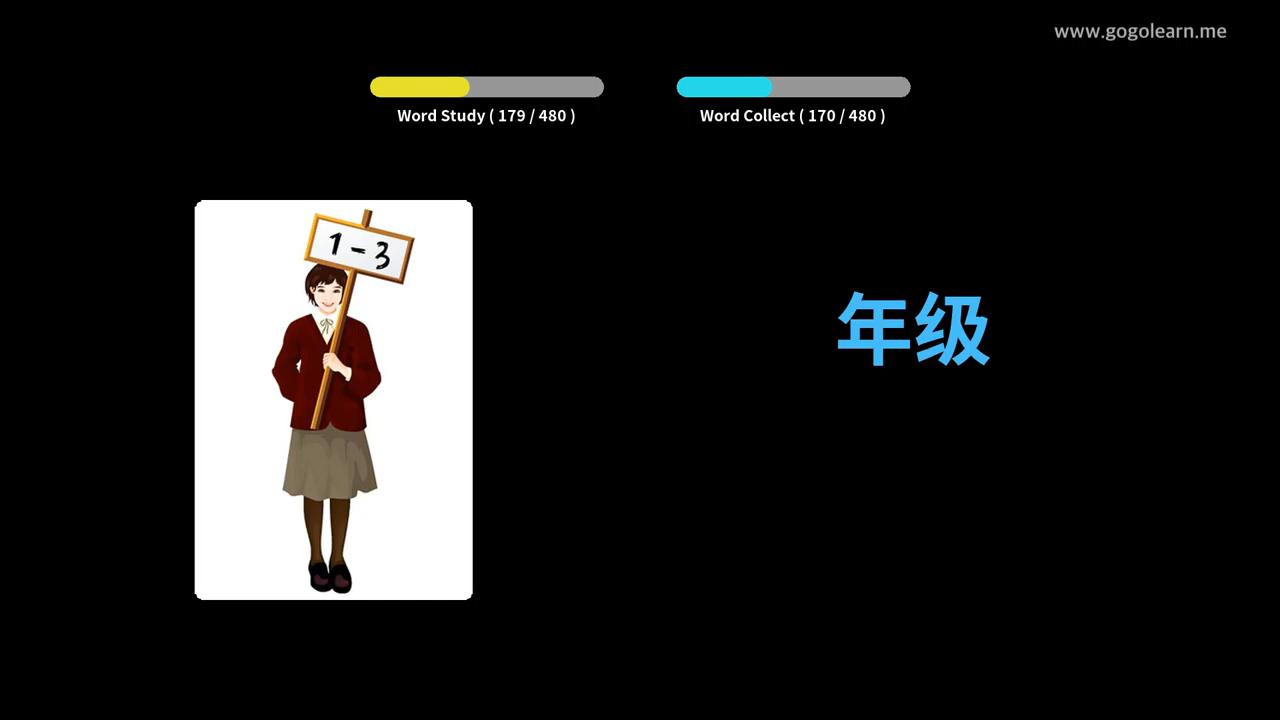 www.gogolearn.me
Word Study ( 179 / 480 )
Word Collect ( 170 / 480 )
1 - 3
年级